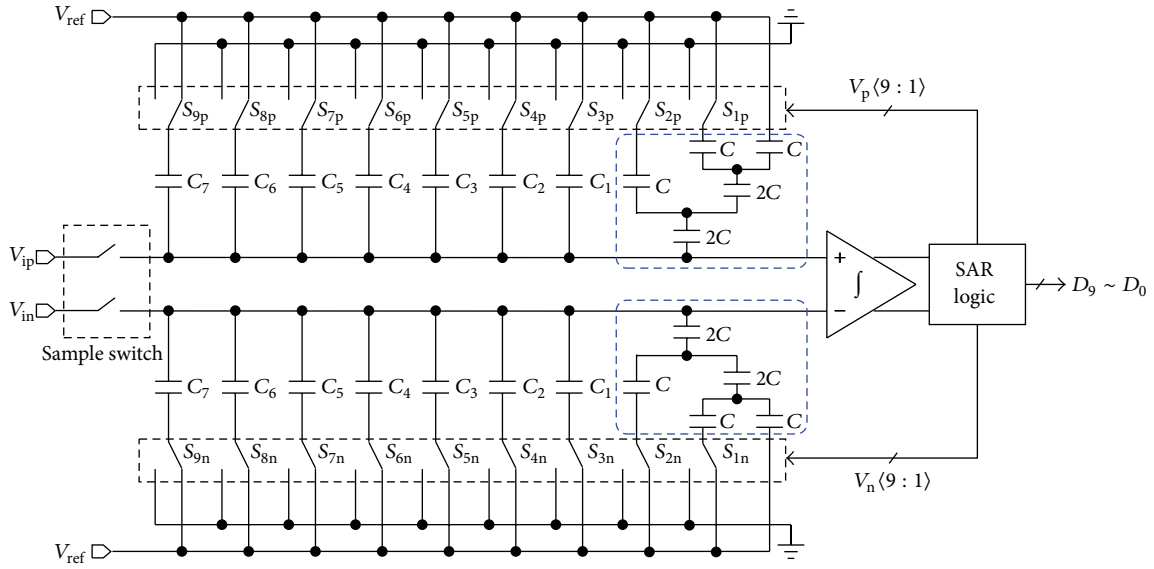 V_ref
V_p⟨9 : 1⟩
S_9p S_8p S_7p S_6p S_5p S_4p S_3p S_2p S_1p
C C
C_7 C_6 C_5 C_4 C_3 C_2 C_1 C 2C
2C
V_ip
+
∫
SAR
logic
D_9 ~ D_0
V_in
−
Sample switch
2C
C_7 C_6 C_5 C_4 C_3 C_2 C_1 C 2C
C C
S_9n S_8n S_7n S_6n S_5n S_4n S_3n S_2n S_1n
V_n⟨9 : 1⟩
V_ref